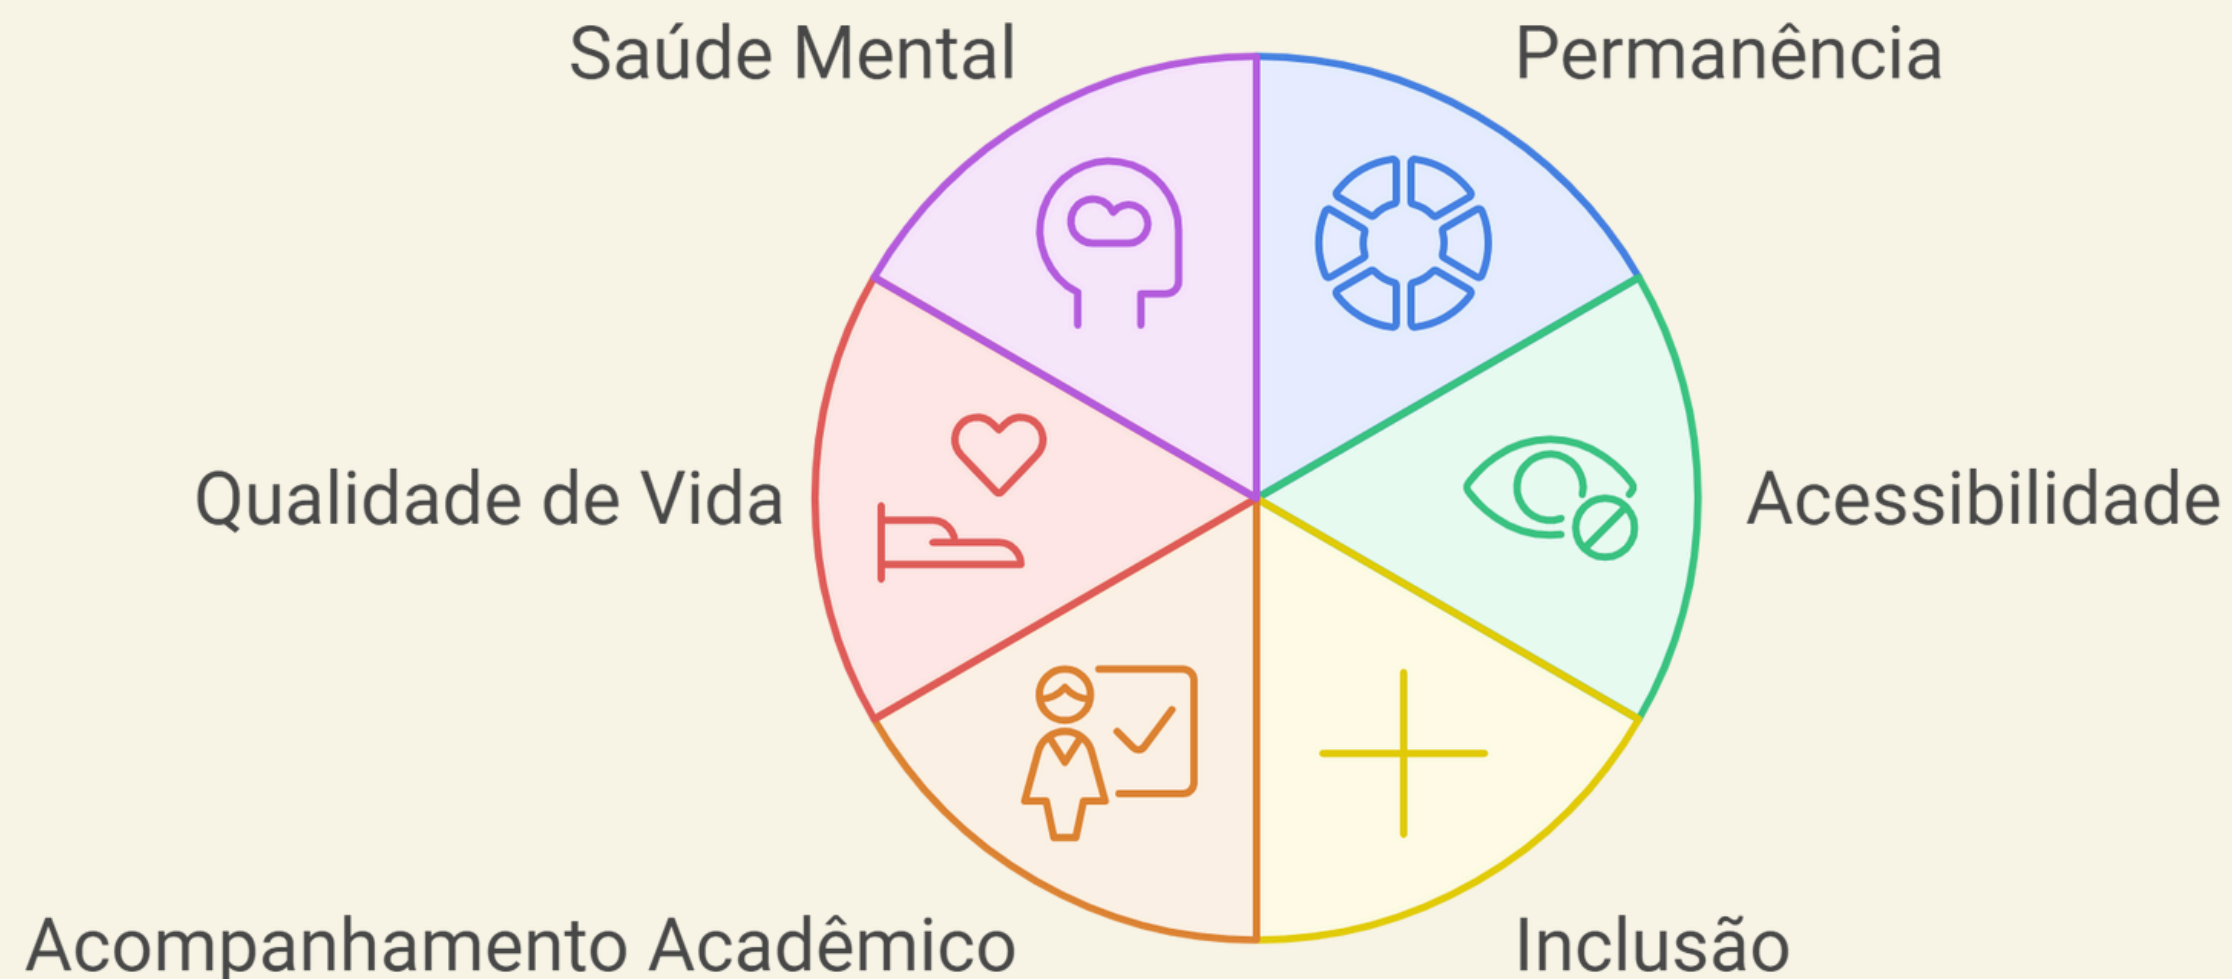 Saúde Mental
Permanência
Qualidade de Vida
Acessibilidade
Acompanhamento Acadêmico
Inclusão